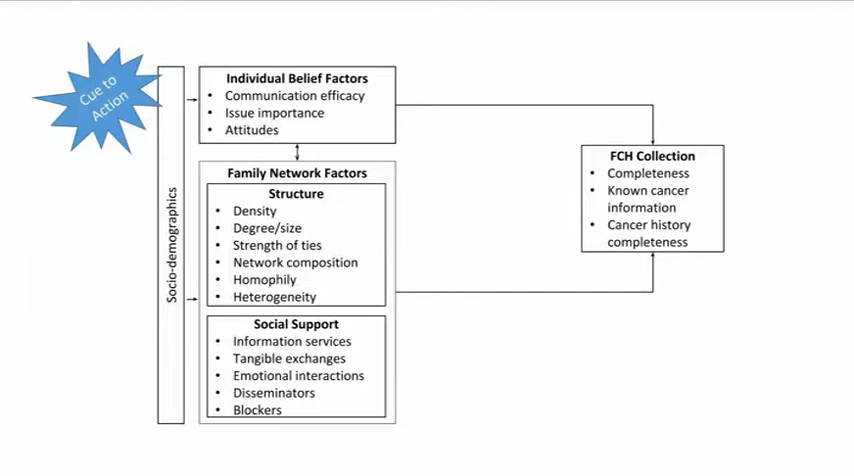 Cue to
Action
Socio-demographics
Individual Belief Factors
• Communication efficacy
• Issue importance
• Attitudes
Family Network Factors
Structure
• Density
• Degree/size
• Strength of ties
• Network composition
• Homophily
• Heterogeneity
Social Support
• Information services
• Tangible exchanges
• Emotional interactions
• Disseminators
• Blockers
FCH Collection
• Completeness
• Known cancer
information
• Cancer history
completeness